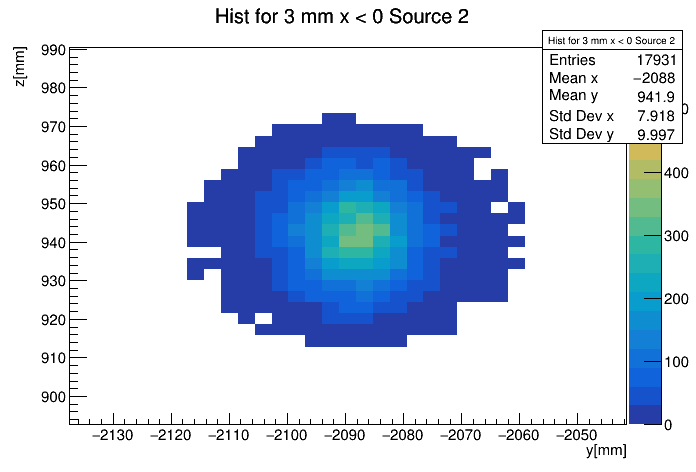 Hist for 3 mm x < 0 Source 2
z[mm]
990
980
970
960
950
940
930
920
910
900
−2130 −2120 −2110 −2100 −2090 −2080 −2070 −2060 −2050
y[mm]
Hist for 3 mm x < 0 Source 2
Entries 17931
Mean x −2088
Mean y 941.9
Std Dev x 7.918
Std Dev y 9.997
400
300
200
100
0